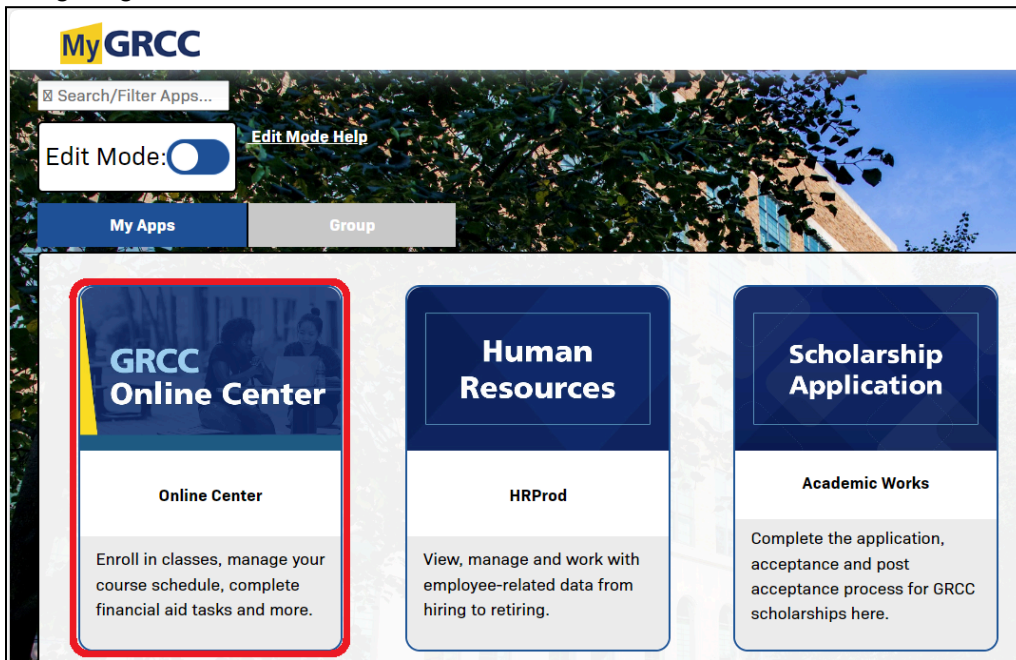 MyGRCC
Search/Filter Apps...
Edit Mode:
Edit Mode Help
My Apps
Group
GRCC
Online Center
Online Center
Enroll in classes, manage your
course schedule, complete
financial aid tasks and more.
Human
Resources
HRProd
View, manage and work with
employee-related data from
hiring to retiring.
Scholarship
Application
Academic Works
Complete the application,
acceptance and post
acceptance process for GRCC
scholarships here.